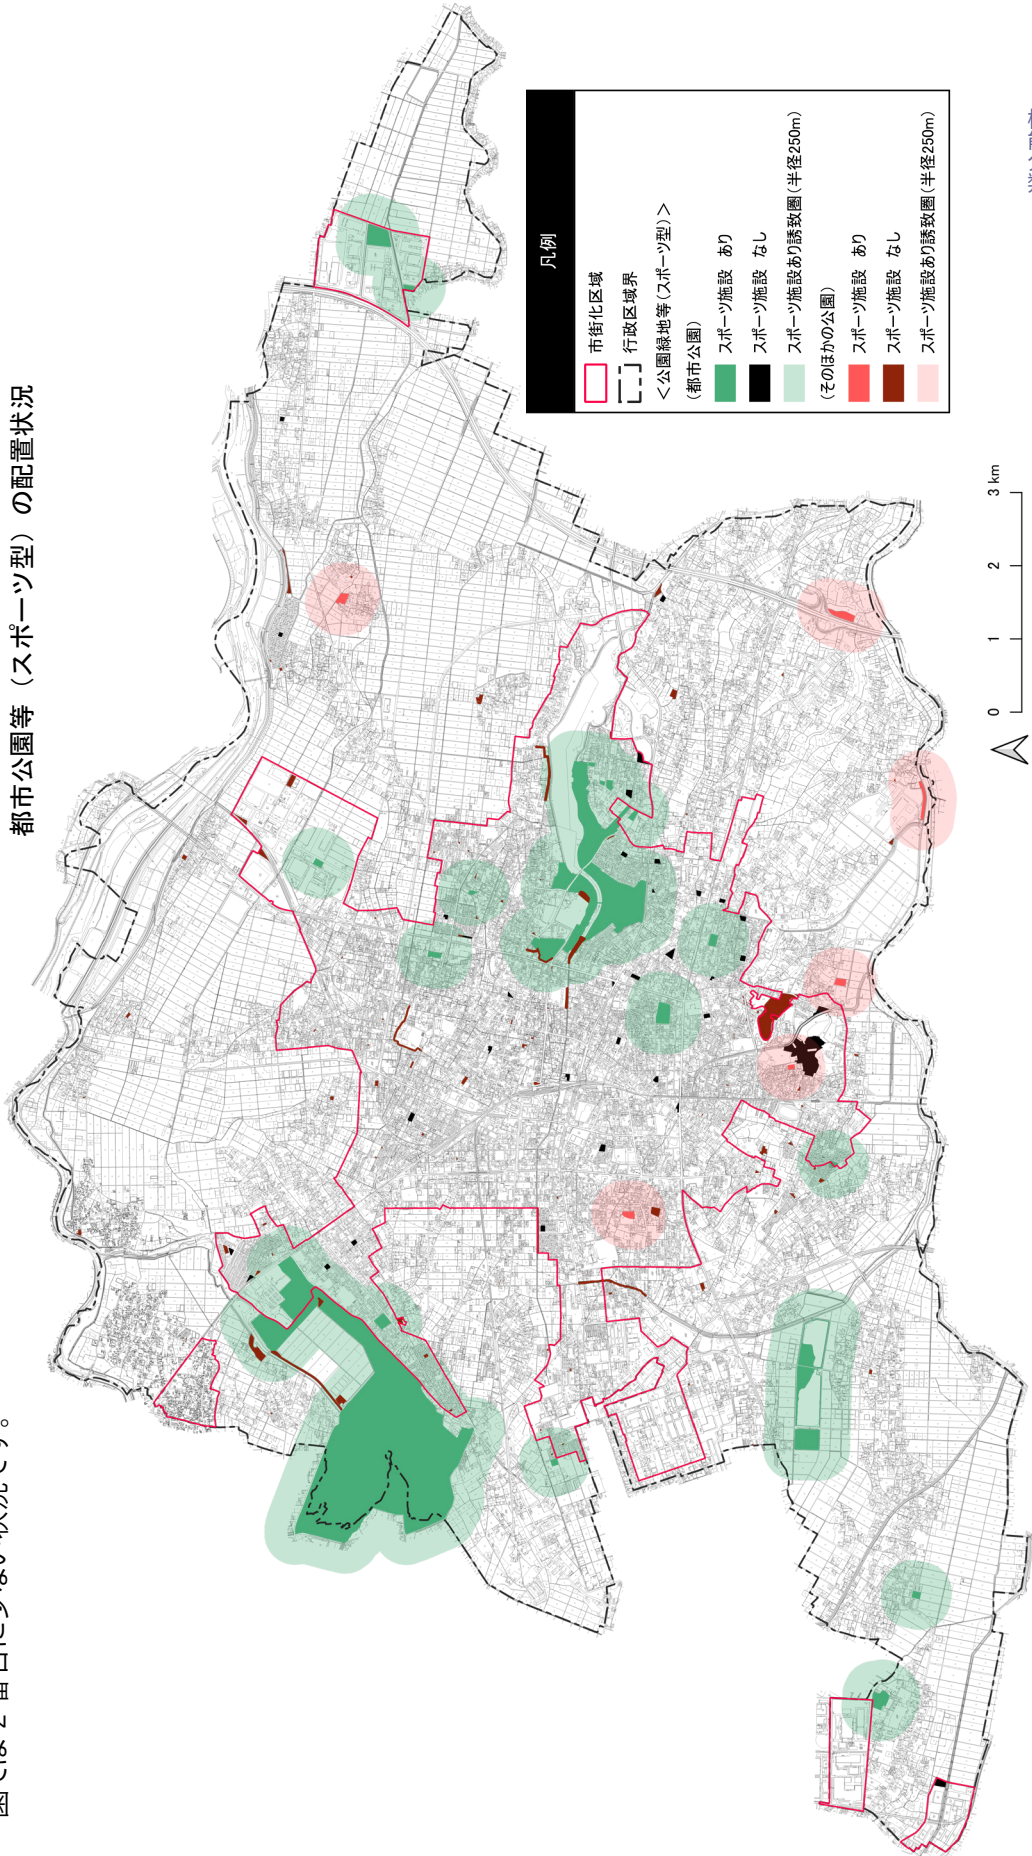 都市公園等（スポーツ型）の配置状況
凡例
市街化区域
行政区域界
＜公園緑地等（スポーツ型）＞
（都市公園）
スポーツ施設 あり
スポーツ施設 なし
スポーツ施設あり誘致圏（半径250m）
（そのほかの公園）
スポーツ施設 あり
スポーツ施設 なし
スポーツ施設あり誘致圏（半径250m）
0 1 2 3 km